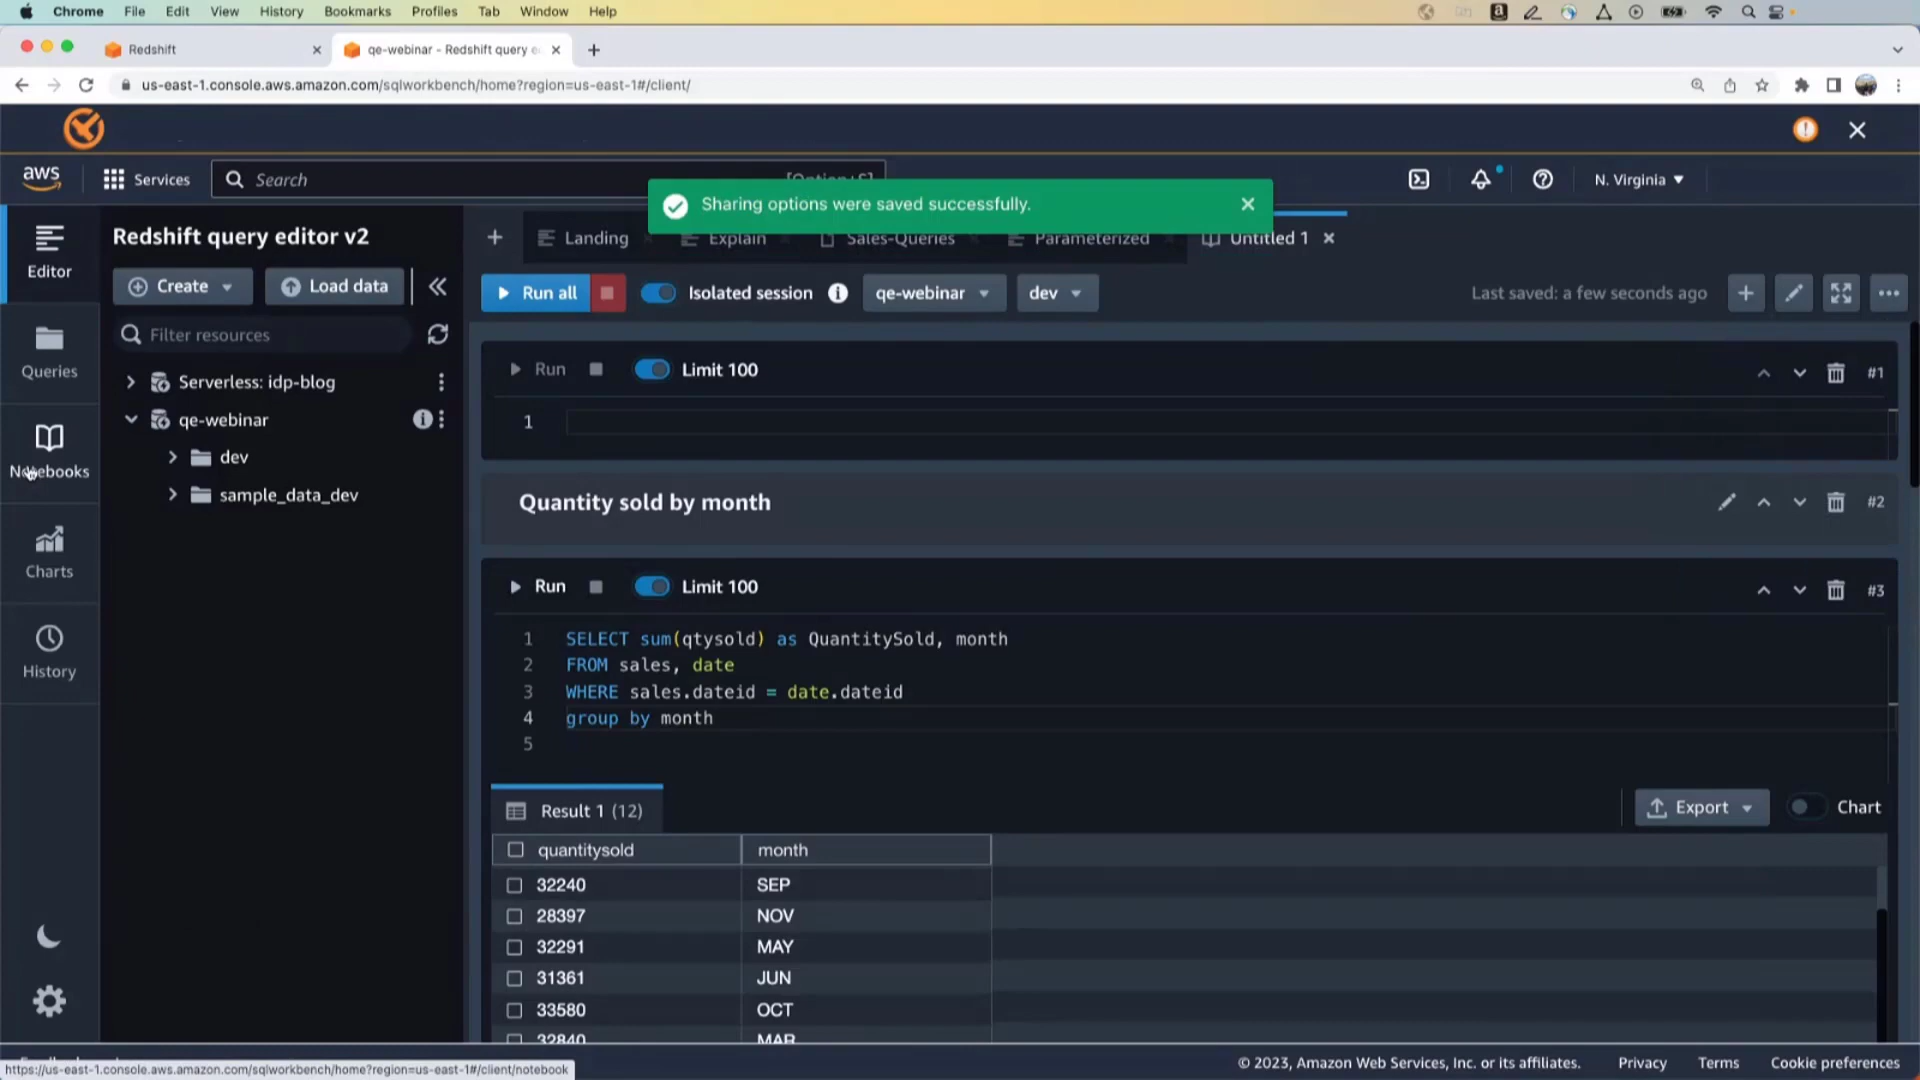 Chrome File Edit View History Bookmarks Profiles Tab Window Help
Redshift
qe-webinar - Redshift query e
us-east-1.console.aws.amazon.com/sqlworkbench/home?region=us-east-1#/client/
aws
Services
Search
[Option+S]
N. Virginia
Sharing options were saved successfully.
Editor
Queries
Notebooks
Charts
History
Redshift query editor v2
Create
Load data
Filter resources
Serverless: idp-blog
qe-webinar
dev
sample_data_dev
Landing
Explain
Sales-Queries
Parameterized
Untitled 1
Run all
Isolated session
qe-webinar
dev
Last saved: a few seconds ago
Run
Limit 100
#1
1
Quantity sold by month
#2
Run
Limit 100
#3
1 SELECT sum(qtysold) as QuantitySold, month
2 FROM sales, date
3 WHERE sales.dateid = date.dateid
4 group by month
5
Result 1 (12)
Export
Chart
quantitysold month
32240 SEP
28397 NOV
32291 MAY
31361 JUN
33580 OCT
32840 MAR
https://us-east-1.console.aws.amazon.com/sqlworkbench/home?region=us-east-1#/client/notebook
© 2023, Amazon Web Services, Inc. or its affiliates. Privacy Terms Cookie preferences